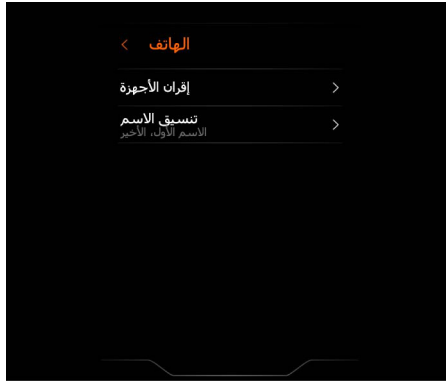 الهاتف
إقران الأجهزة
تنسيق الاسم
الاسم الأول، الأخير